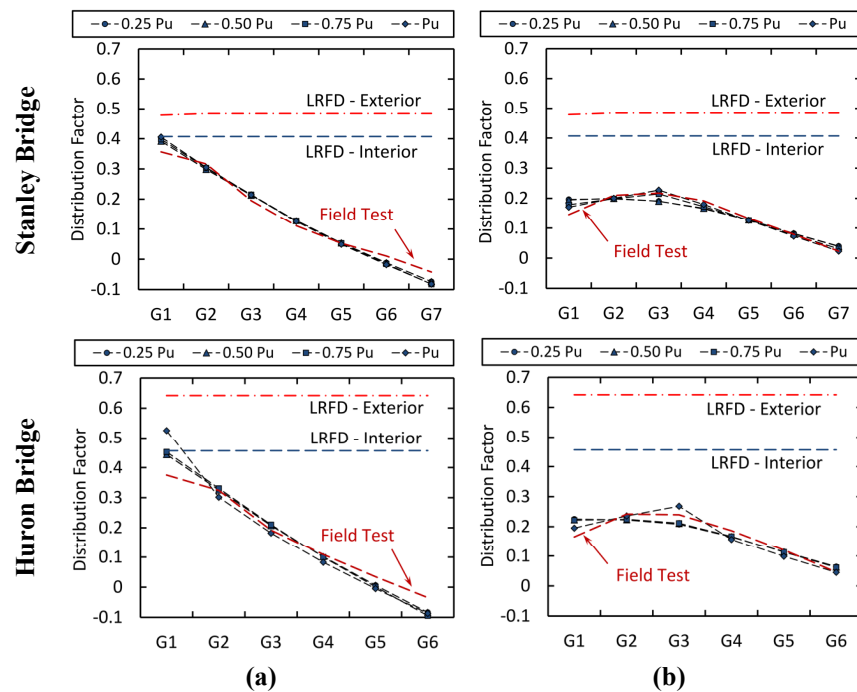 Stanley Bridge
0.25 Pu 0.50 Pu 0.75 Pu Pu
Distribution Factor
0.7
0.6
0.5
0.4
0.3
0.2
0.1
0
-0.1
LRFD - Exterior
LRFD - Interior
Field Test
G1 G2 G3 G4 G5 G6 G7
0.25 Pu 0.50 Pu 0.75 Pu Pu
Distribution Factor
0.7
0.6
0.5
0.4
0.3
0.2
0.1
0
-0.1
LRFD - Exterior
LRFD - Interior
Field Test
G1 G2 G3 G4 G5 G6 G7
Huron Bridge
0.25 Pu 0.50 Pu 0.75 Pu Pu
Distribution Factor
0.7
0.6
0.5
0.4
0.3
0.2
0.1
0
-0.1
LRFD - Exterior
LRFD - Interior
Field Test
G1 G2 G3 G4 G5 G6
(a)
0.25 Pu 0.50 Pu 0.75 Pu Pu
Distribution Factor
0.7
0.6
0.5
0.4
0.3
0.2
0.1
0
-0.1
LRFD - Exterior
LRFD - Interior
Field Test
G1 G2 G3 G4 G5 G6
(b)